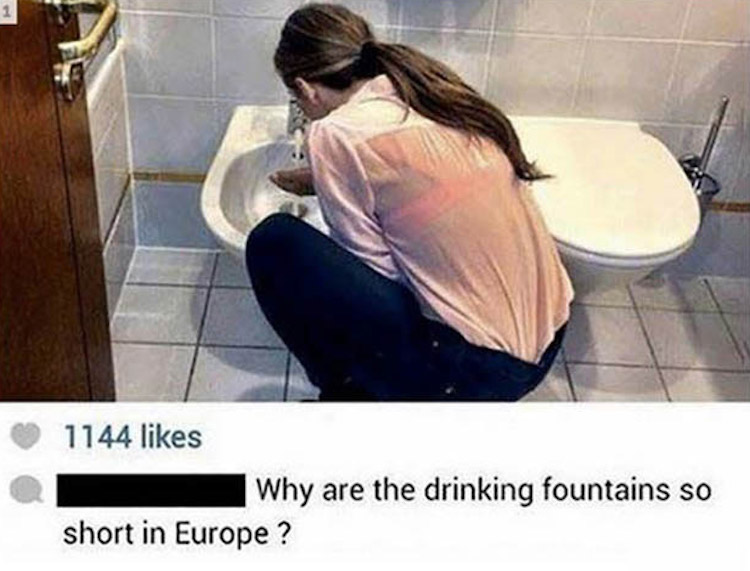 1
1144 likes
Why are the drinking fountains so
short in Europe ?